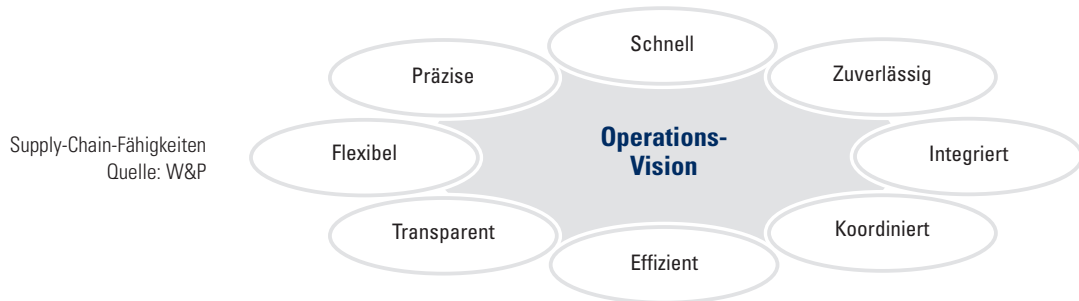 Schnell
Präzise
Zuverlässig
Supply-Chain-Fähigkeiten
Quelle: W&P
Flexibel
Operations-
Vision
Integriert
Transparent
Koordiniert
Effizient